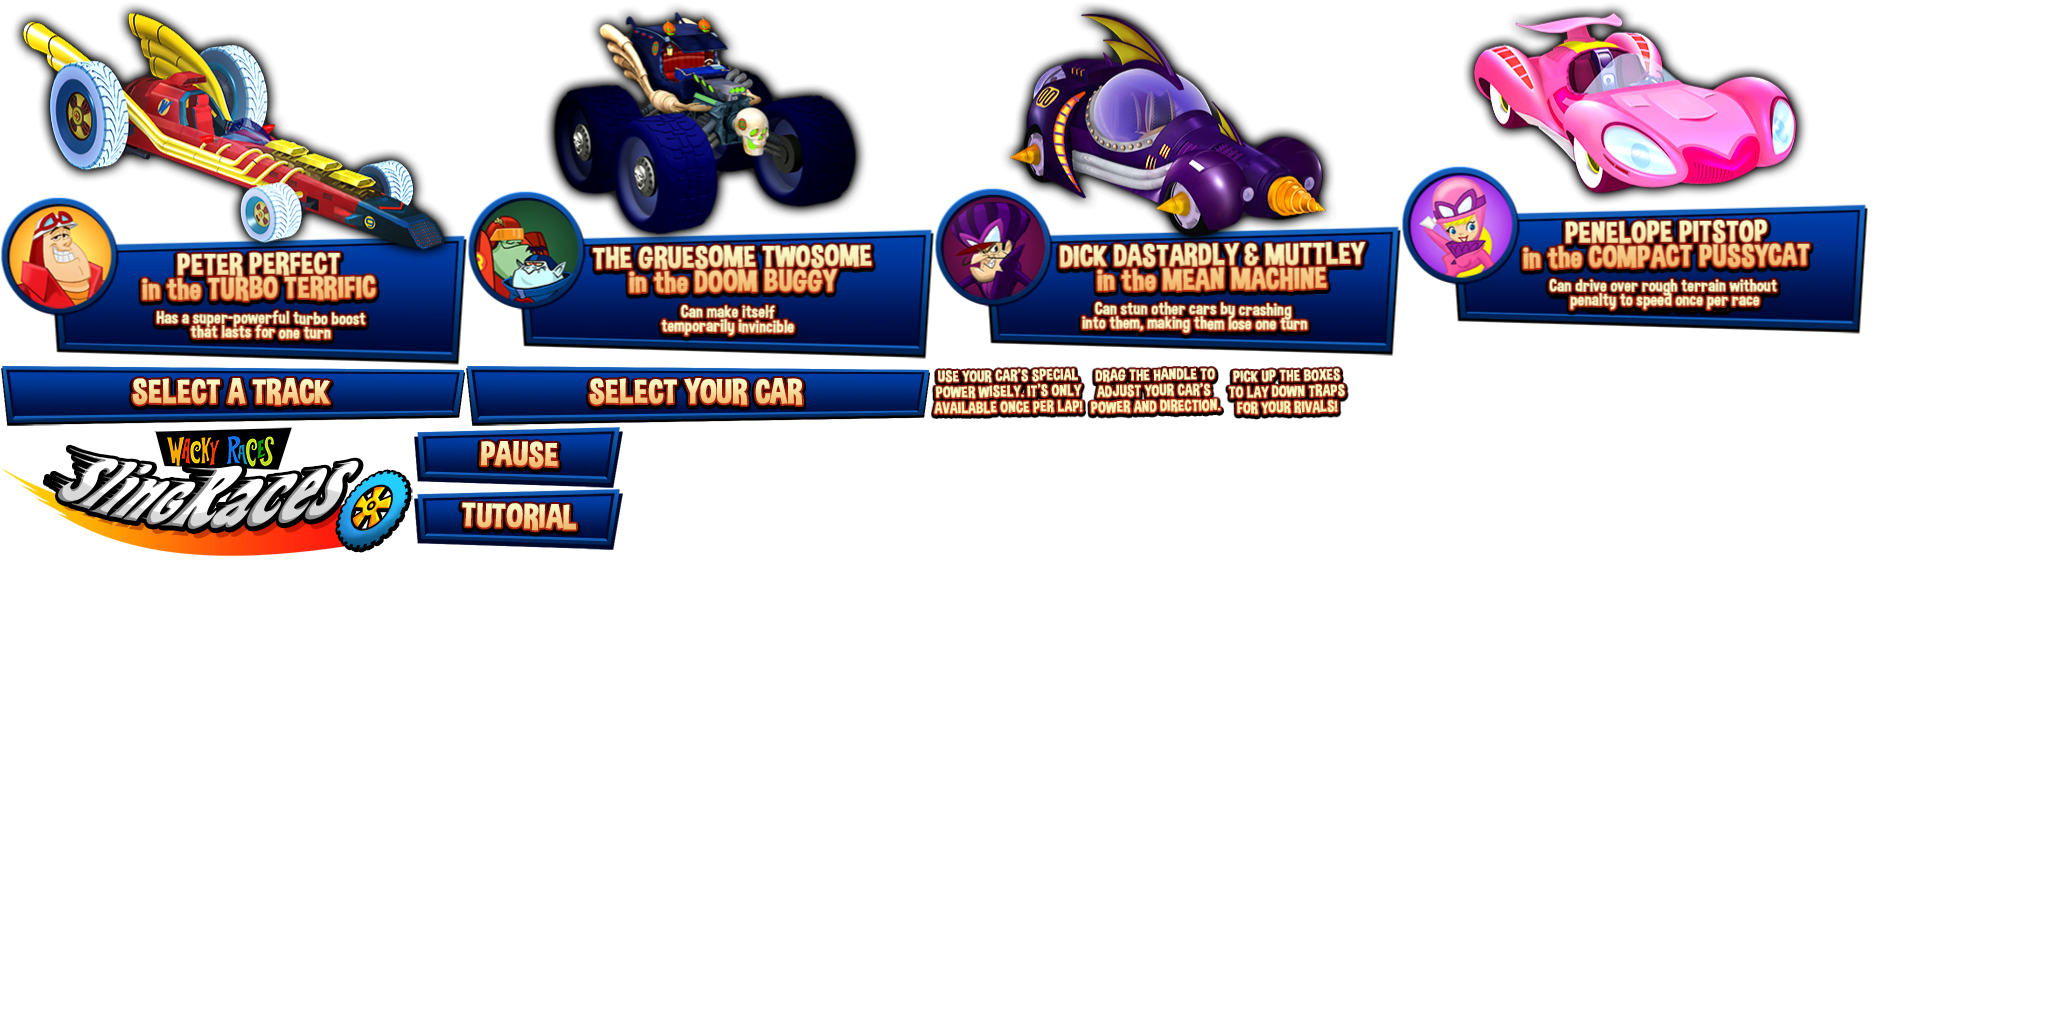 PETER PERFECT
in the TURBO TERRIFIC
Has a super-powerful turbo boost
that lasts for one turn
THE GRUESOME TWOSOME
in the DOOM BUGGY
Can make itself
temporarily invincible
DICK DASTARDLY & MUTTLEY
in the MEAN MACHINE
Can stun other cars by crashing
into them, making them lose one turn
PENELOPE PITSTOP
in the COMPACT PUSSYCAT
Can drive over rough terrain without
penalty to speed once per race
SELECT A TRACK
SELECT YOUR CAR
USE YOUR CAR'S SPECIAL
POWER WISELY. IT'S ONLY
AVAILABLE ONCE PER LAP!
DRAG THE HANDLE TO
ADJUST YOUR CAR'S
POWER AND DIRECTION.
PICK UP THE BOXES
TO LAY DOWN TRAPS
FOR YOUR RIVALS!
WACKY RACES
Sling Races
PAUSE
TUTORIAL